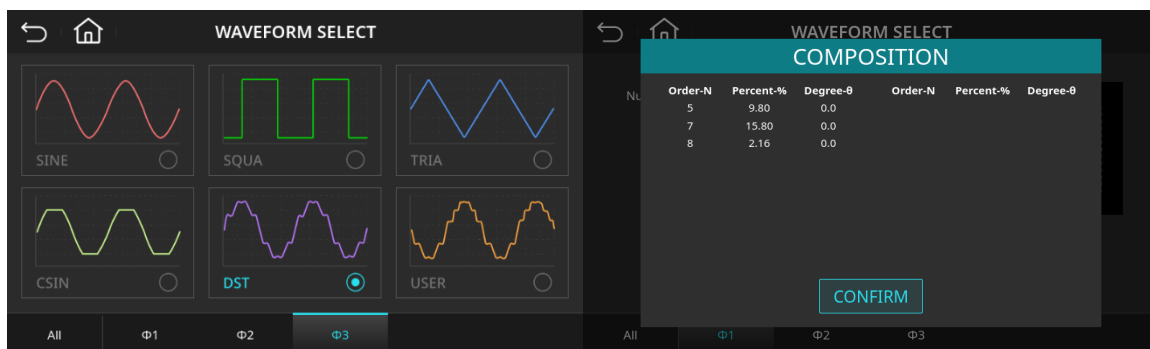 WAVEFORM SELECT
SINE
SQUA
TRIA
CSIN
DST
USER
All Φ1 Φ2 Φ3
WAVEFORM SELECT
COMPOSITION
Nu
Order-N Percent-% Degree-θ Order-N Percent-% Degree-θ
5 9.80 0.0
7 15.80 0.0
8 2.16 0.0
CONFIRM
All Φ1 Φ2 Φ3